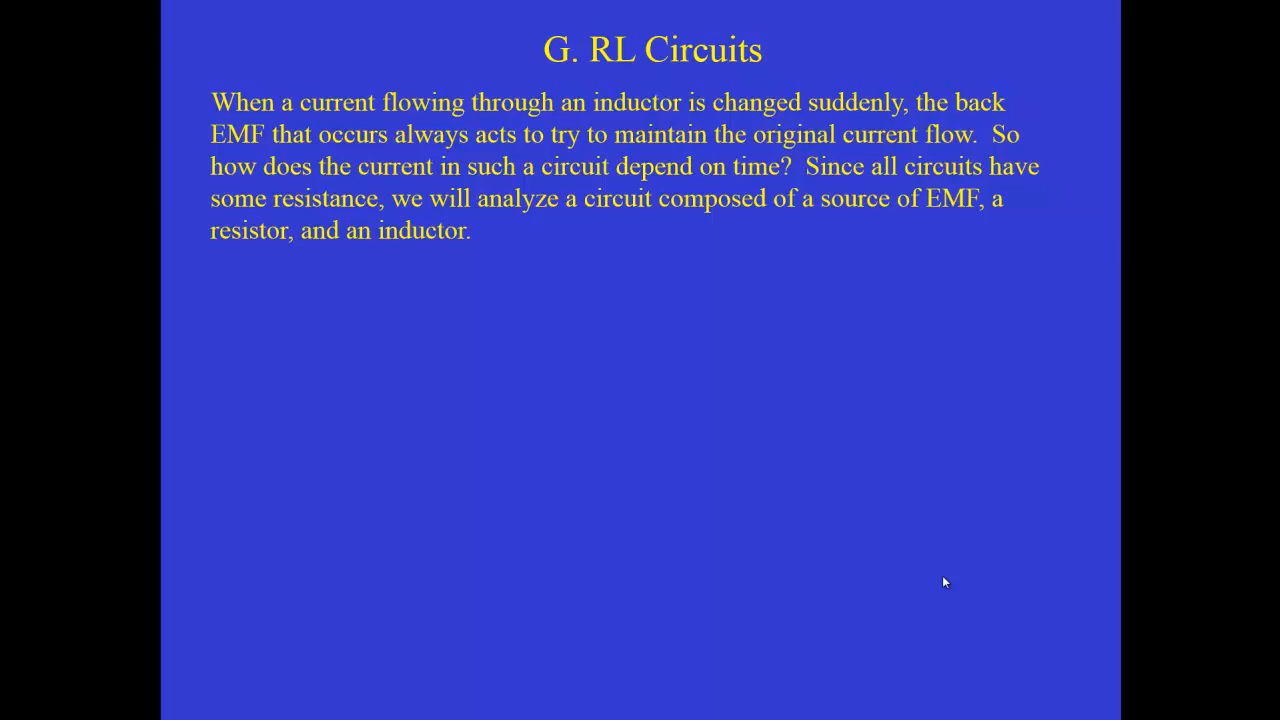 G. RL Circuits
When a current flowing through an inductor is changed suddenly, the back
EMF that occurs always acts to try to maintain the original current flow.  So
how does the current in such a circuit depend on time?  Since all circuits have
some resistance, we will analyze a circuit composed of a source of EMF, a
resistor, and an inductor.